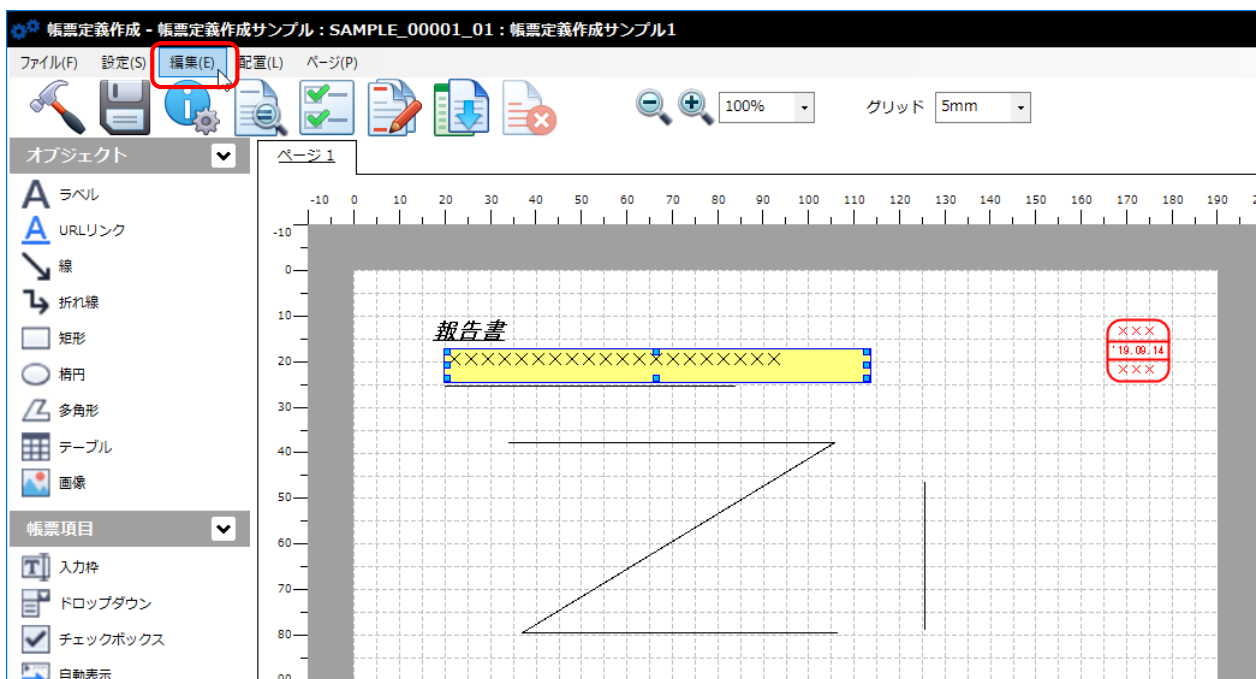 帳票定義作成 - 帳票定義作成サンプル：SAMPLE_00001_01：帳票定義作成サンプル1
ファイル(F) 設定(S) 編集(E) 配置(L) ページ(P)
100% グリッド 5mm
オブジェクト
ページ 1
ラベル
URLリンク
線
折れ線
矩形
楕円
多角形
テーブル
画像
帳票項目
入力枠
ドロップダウン
チェックボックス
自動表示
-10 0 10 20 30 40 50 60 70 80 90 100 110 120 130 140 150 160 170 180 190 2
-10
0
10
20
30
40
50
60
70
80
90
報告書
××××××××××××××××××××
×××
'19.09.14
×××